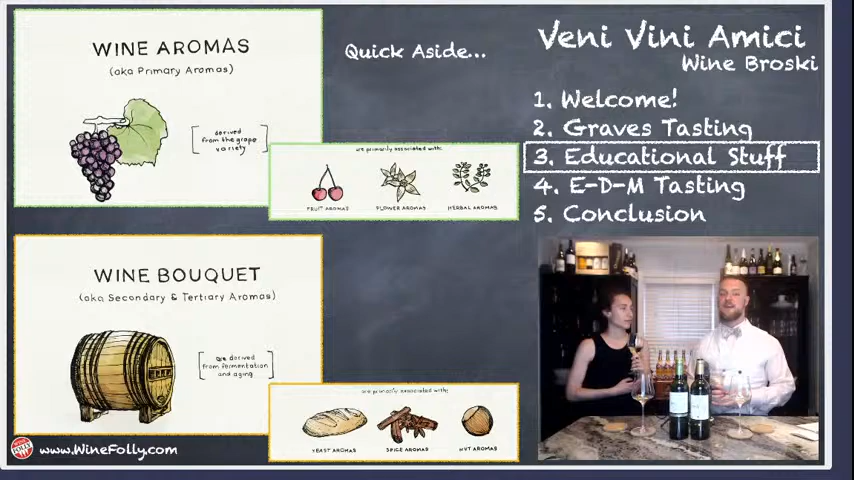 WINE AROMAS
(aka Primary Aromas)
derived
from the grape
variety
are primarily associated with:
FRUIT AROMAS
FLOWER AROMAS
HERBAL AROMAS
WINE BOUQUET
(aka Secondary & Tertiary Aromas)
are derived
from fermentation
and aging
are primarily associated with:
YEAST AROMAS
SPICE AROMAS
NUT AROMAS
www.WineFolly.com
Quick Aside...
Veni Vini Amici
Wine Broski
1. Welcome!
2. Graves Tasting
3. Educational Stuff
4. E-D-M Tasting
5. Conclusion